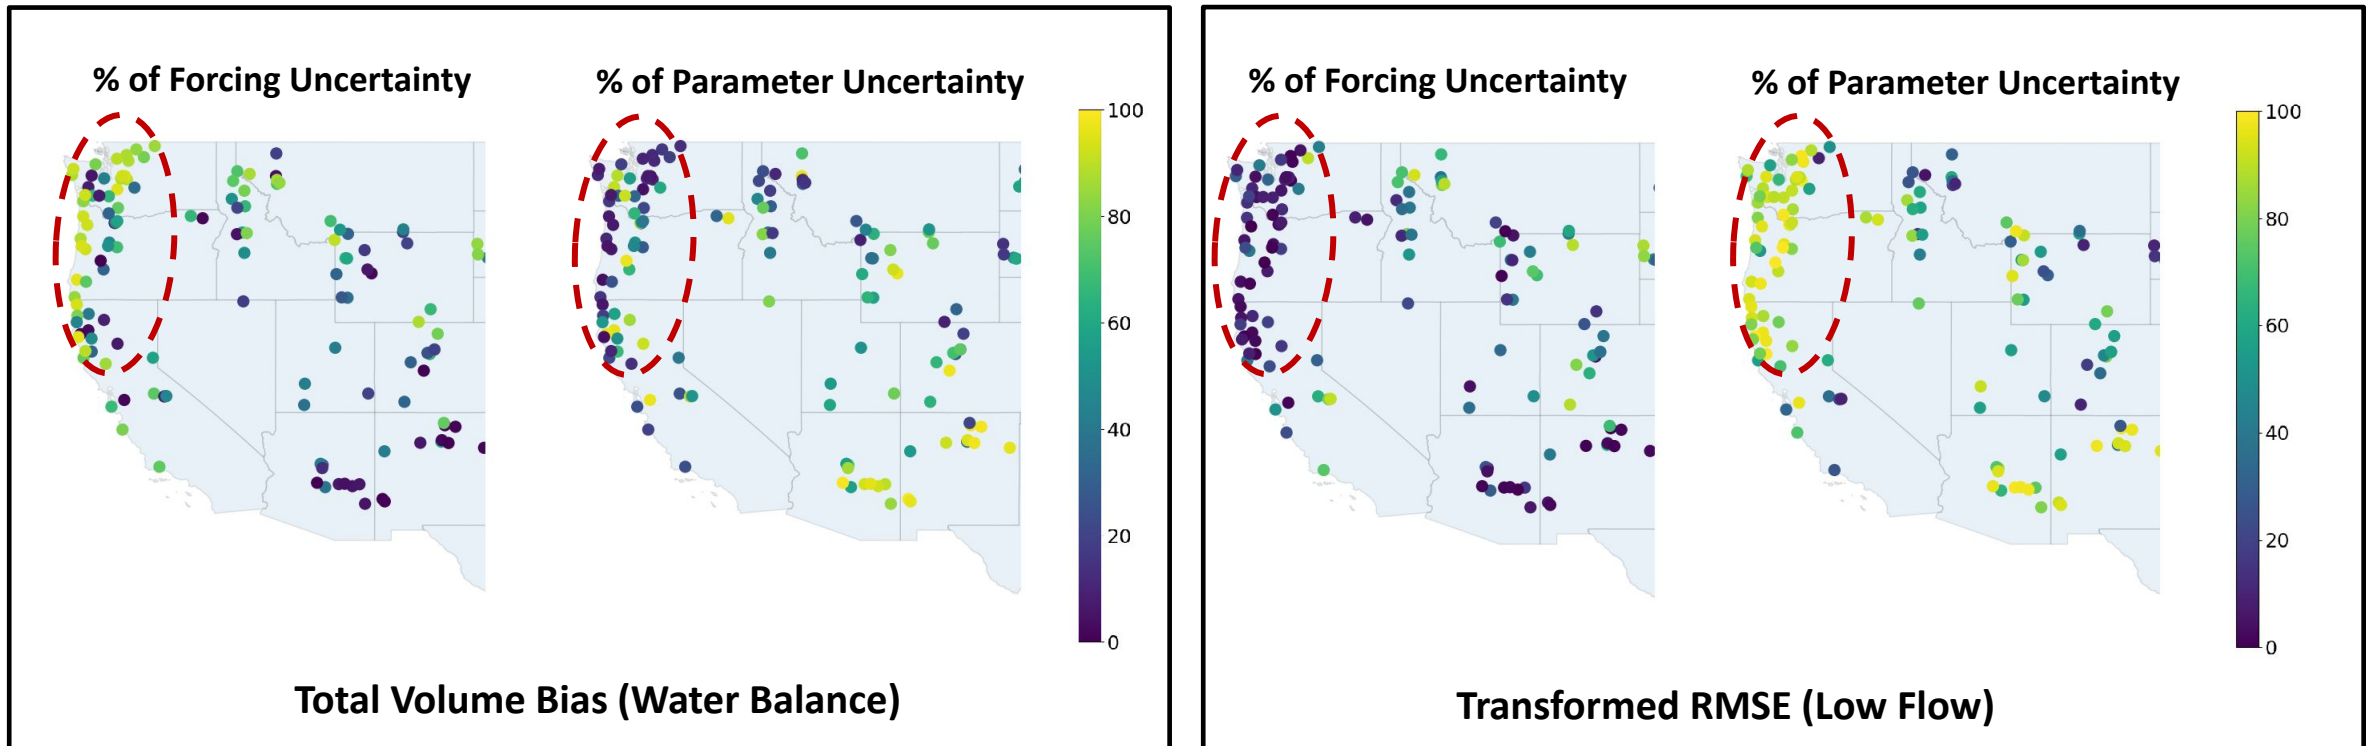 % of Forcing Uncertainty
% of Parameter Uncertainty
100
80
60
40
20
0
Total Volume Bias (Water Balance)
% of Forcing Uncertainty
% of Parameter Uncertainty
100
80
60
40
20
0
Transformed RMSE (Low Flow)